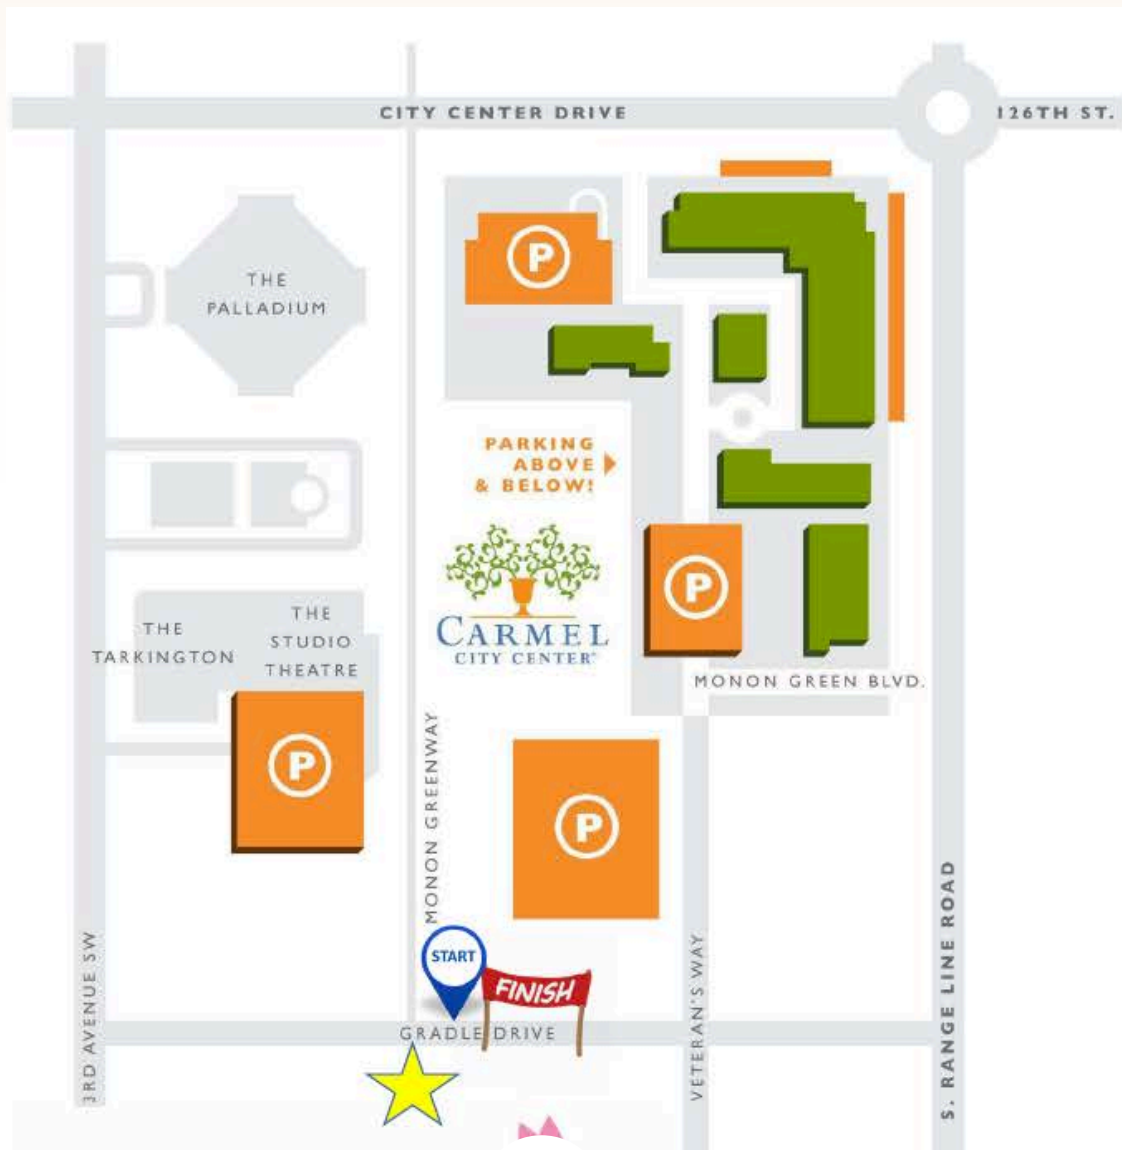 CITY CENTER DRIVE
126TH ST.
P
THE
PALLADIUM
PARKING
ABOVE
& BELOW!
CARMEL
CITY CENTER
P
THE
TARKINGTON
THE
STUDIO
THEATRE
MONON GREEN BLVD.
P
P
MONON GREENWAY
START
FINISH
GRADLE DRIVE
3RD AVENUE SW
VETERAN'S WAY
S. RANGE LINE ROAD